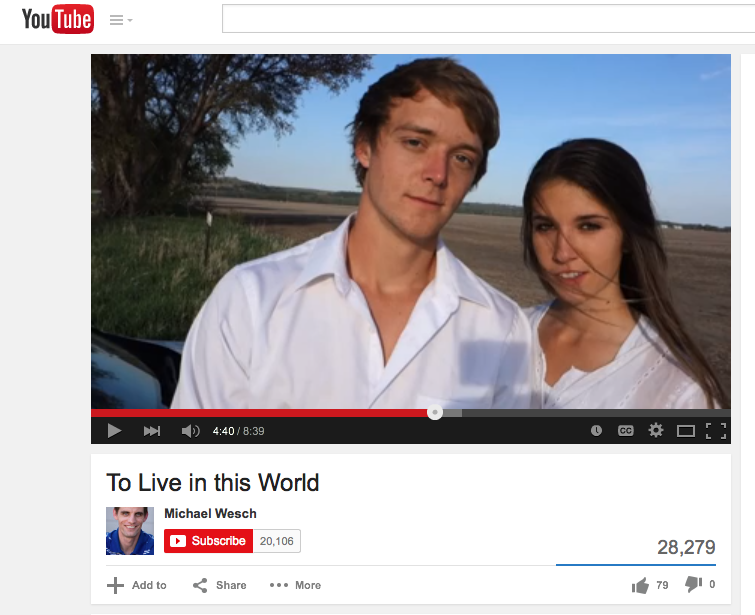 YouTube
CC
4:40 / 8:39
To Live in this World
Michael Wesch
Subscribe 20,106
28,279
Add to Share More 79 0